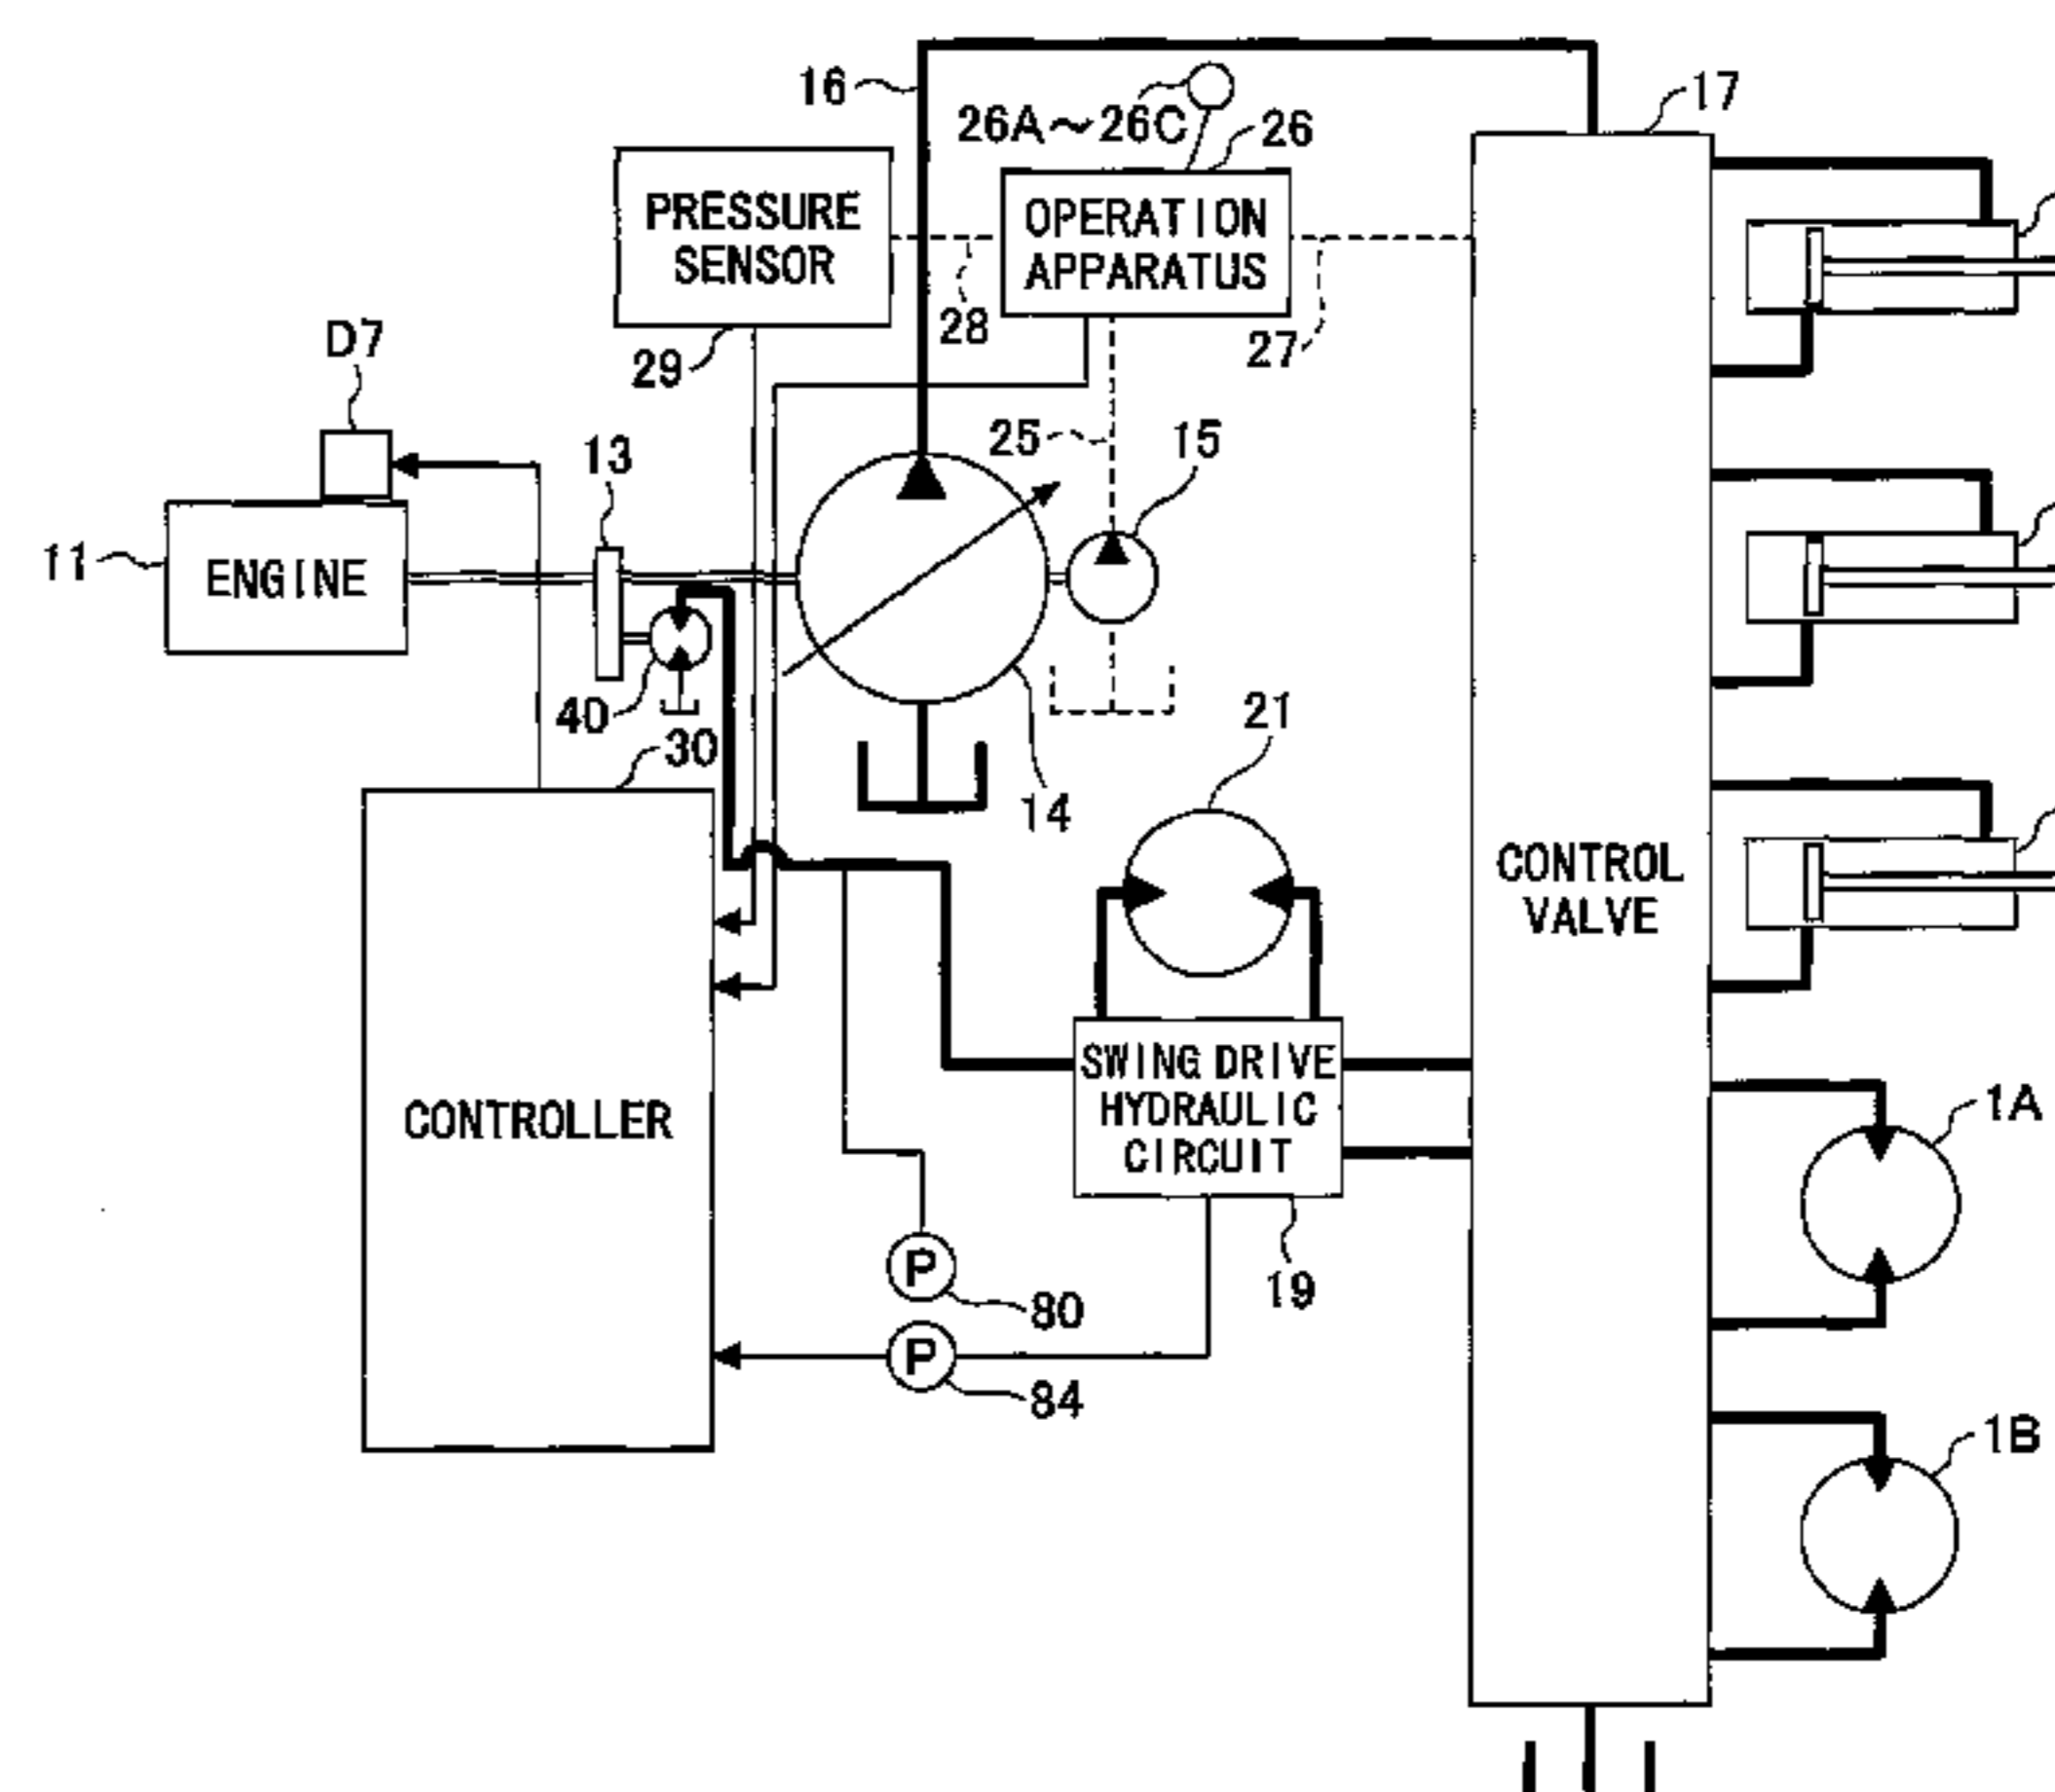 16
26A～26C
26
17
PRESSURE
SENSOR
OPERATION
APPARATUS
28
27
29
D7
25
15
13
11
ENGINE
40
30
14
21
CONTROL
VALVE
SWING DRIVE
HYDRAULIC
CIRCUIT
CONTROLLER
1A
19
80
84
1B
P
P